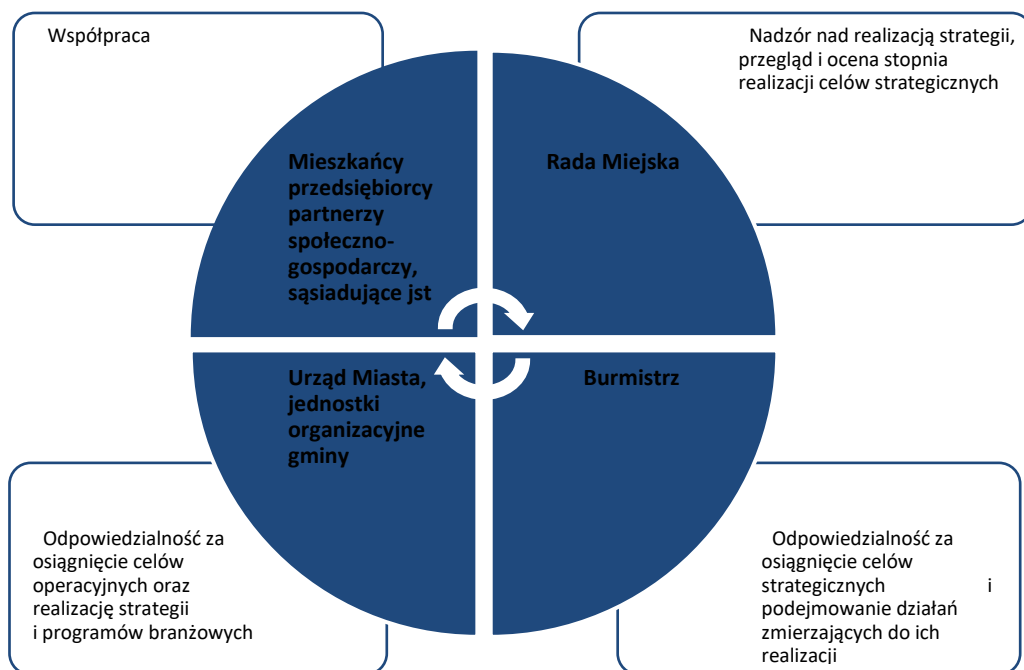 Współpraca
Nadzór nad realizacją strategii,
przegląd i ocena stopnia
realizacji celów strategicznych
Mieszkańcy
przedsiębiorcy
partnerzy
społeczno-
gospodarczy,
sąsiadujące jst
Rada Miejska
Urząd Miasta,
jednostki
organizacyjne
gminy
Burmistrz
Odpowiedzialność za
osiągnięcie celów
operacyjnych oraz
realizację strategii
i programów branżowych
Odpowiedzialność za
osiągnięcie celów
strategicznych i
podejmowanie działań
zmierzających do ich
realizacji